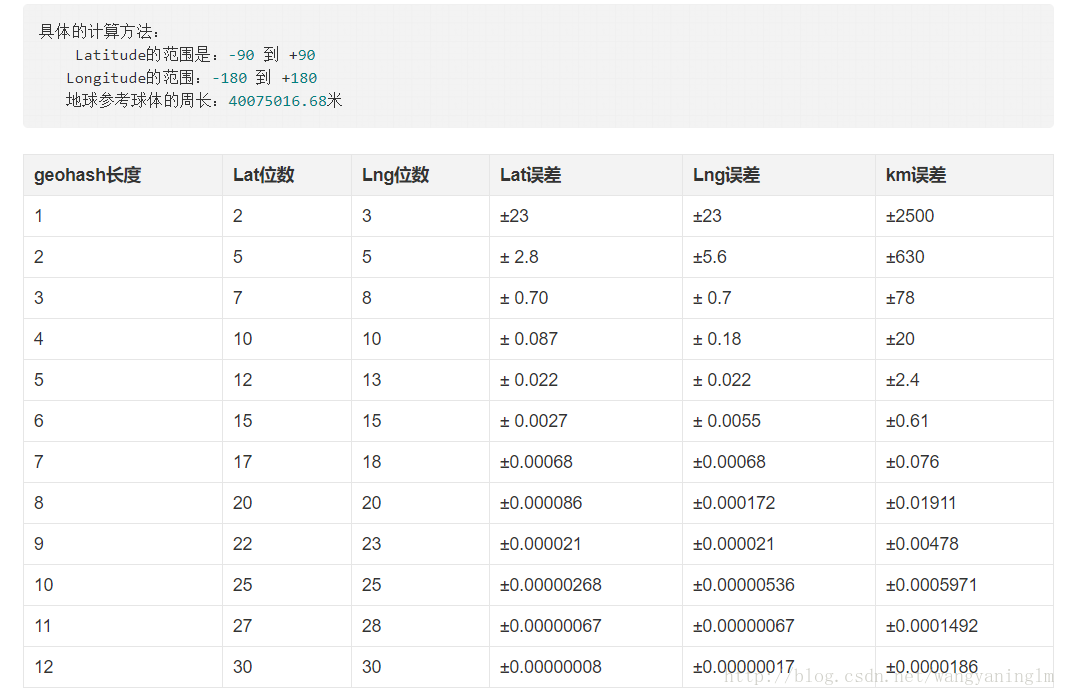 具体的计算方法：
Latitude的范围是：-90 到 +90
Longitude的范围：-180 到 +180
地球参考球体的周长：40075016.68米
geohash长度 Lat位数 Lng位数 Lat误差 Lng误差 km误差
1 2 3 ±23 ±23 ±2500
2 5 5 ± 2.8 ±5.6 ±630
3 7 8 ± 0.70 ± 0.7 ±78
4 10 10 ± 0.087 ± 0.18 ±20
5 12 13 ± 0.022 ± 0.022 ±2.4
6 15 15 ± 0.0027 ± 0.0055 ±0.61
7 17 18 ±0.00068 ±0.00068 ±0.076
8 20 20 ±0.000086 ±0.000172 ±0.01911
9 22 23 ±0.000021 ±0.000021 ±0.00478
10 25 25 ±0.00000268 ±0.00000536 ±0.0005971
11 27 28 ±0.00000067 ±0.00000067 ±0.0001492
12 30 30 ±0.00000008 ±0.00000017 ±0.0000186
http://blog.csdn.net/wangyaninglm